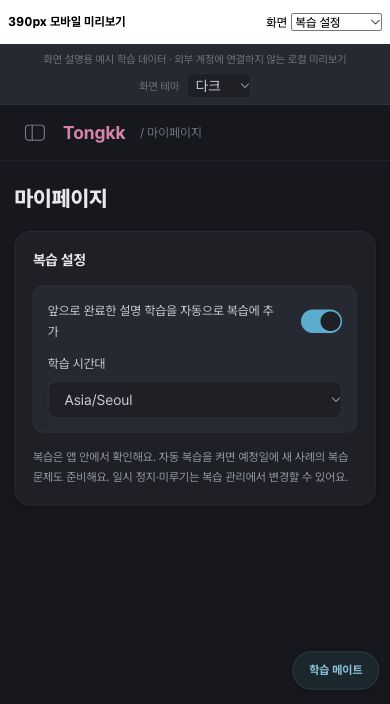 390px 모바일 미리보기
화면 복습 설정
화면 설명용 예시 학습 데이터 · 외부 계정에 연결하지 않는 로컬 미리보기
화면 테마 다크
Tongkk / 마이페이지
마이페이지
복습 설정
앞으로 완료한 설명 학습을 자동으로 복습에 추
가
학습 시간대
Asia/Seoul
복습은 앱 안에서 확인해요. 자동 복습을 켜면 예정일에 새 사례의 복습
문제도 준비해요. 일시 정지·미루기는 복습 관리에서 변경할 수 있어요.
학습 메이트